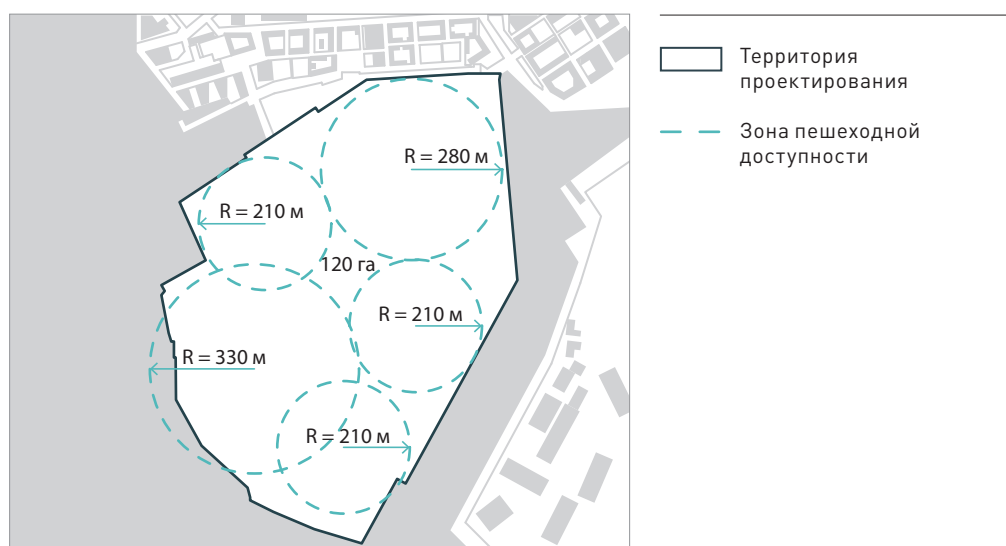 R = 280 м
R = 210 м
120 га
R = 210 м
R = 330 м
R = 210 м
Территория
проектирования
Зона пешеходной
доступности